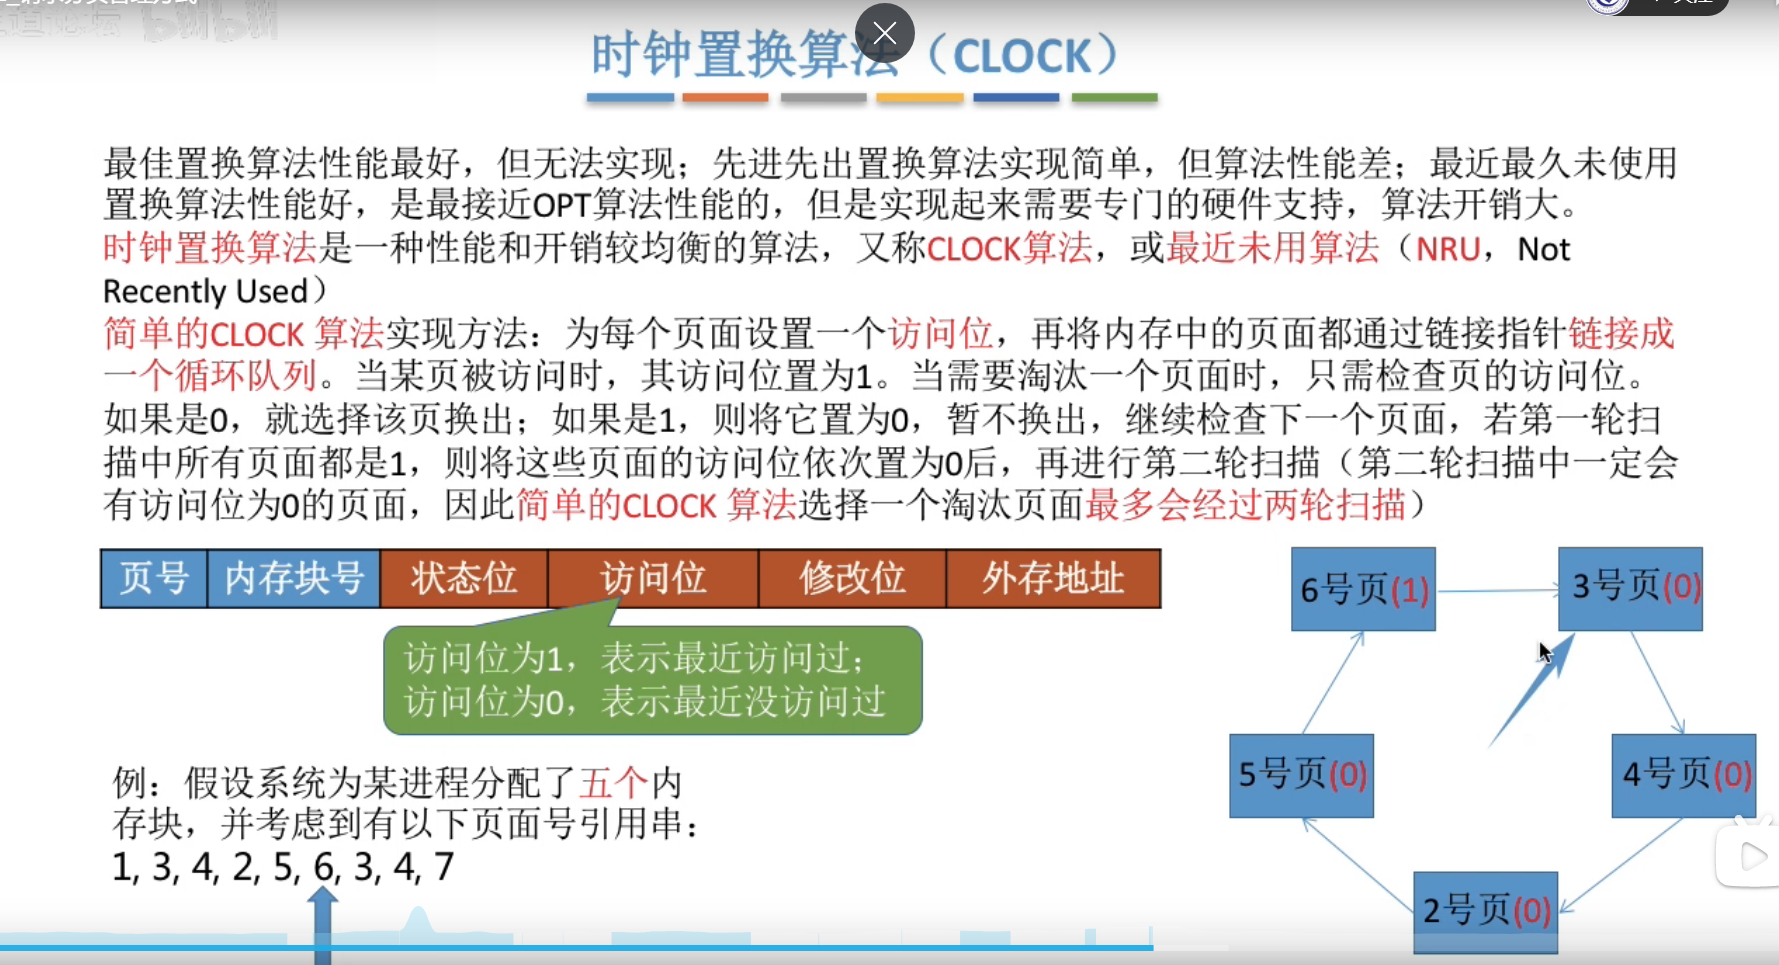 时钟置换算法（CLOCK）
最佳置换算法性能最好，但无法实现；先进先出置换算法实现简单，但算法性能差；最近最久未使用
置换算法性能好，是最接近OPT算法性能的，但是实现起来需要专门的硬件支持，算法开销大。
时钟置换算法是一种性能和开销较均衡的算法，又称CLOCK算法，或最近未用算法（NRU，Not
Recently Used）
简单的CLOCK 算法实现方法：为每个页面设置一个访问位，再将内存中的页面都通过链接指针链接成
一个循环队列。当某页被访问时，其访问位置为1。当需要淘汰一个页面时，只需检查页的访问位。
如果是0，就选择该页换出；如果是1，则将它置为0，暂不换出，继续检查下一个页面，若第一轮扫
描中所有页面都是1，则将这些页面的访问位依次置为0后，再进行第二轮扫描（第二轮扫描中一定会
有访问位为0的页面，因此简单的CLOCK 算法选择一个淘汰页面最多会经过两轮扫描）
页号 内存块号 状态位 访问位 修改位 外存地址
访问位为1，表示最近访问过；
访问位为0，表示最近没访问过
例：假设系统为某进程分配了五个内
存块，并考虑到有以下页面号引用串：
1, 3, 4, 2, 5, 6, 3, 4, 7
6号页(1)
3号页(0)
5号页(0)
4号页(0)
2号页(0)